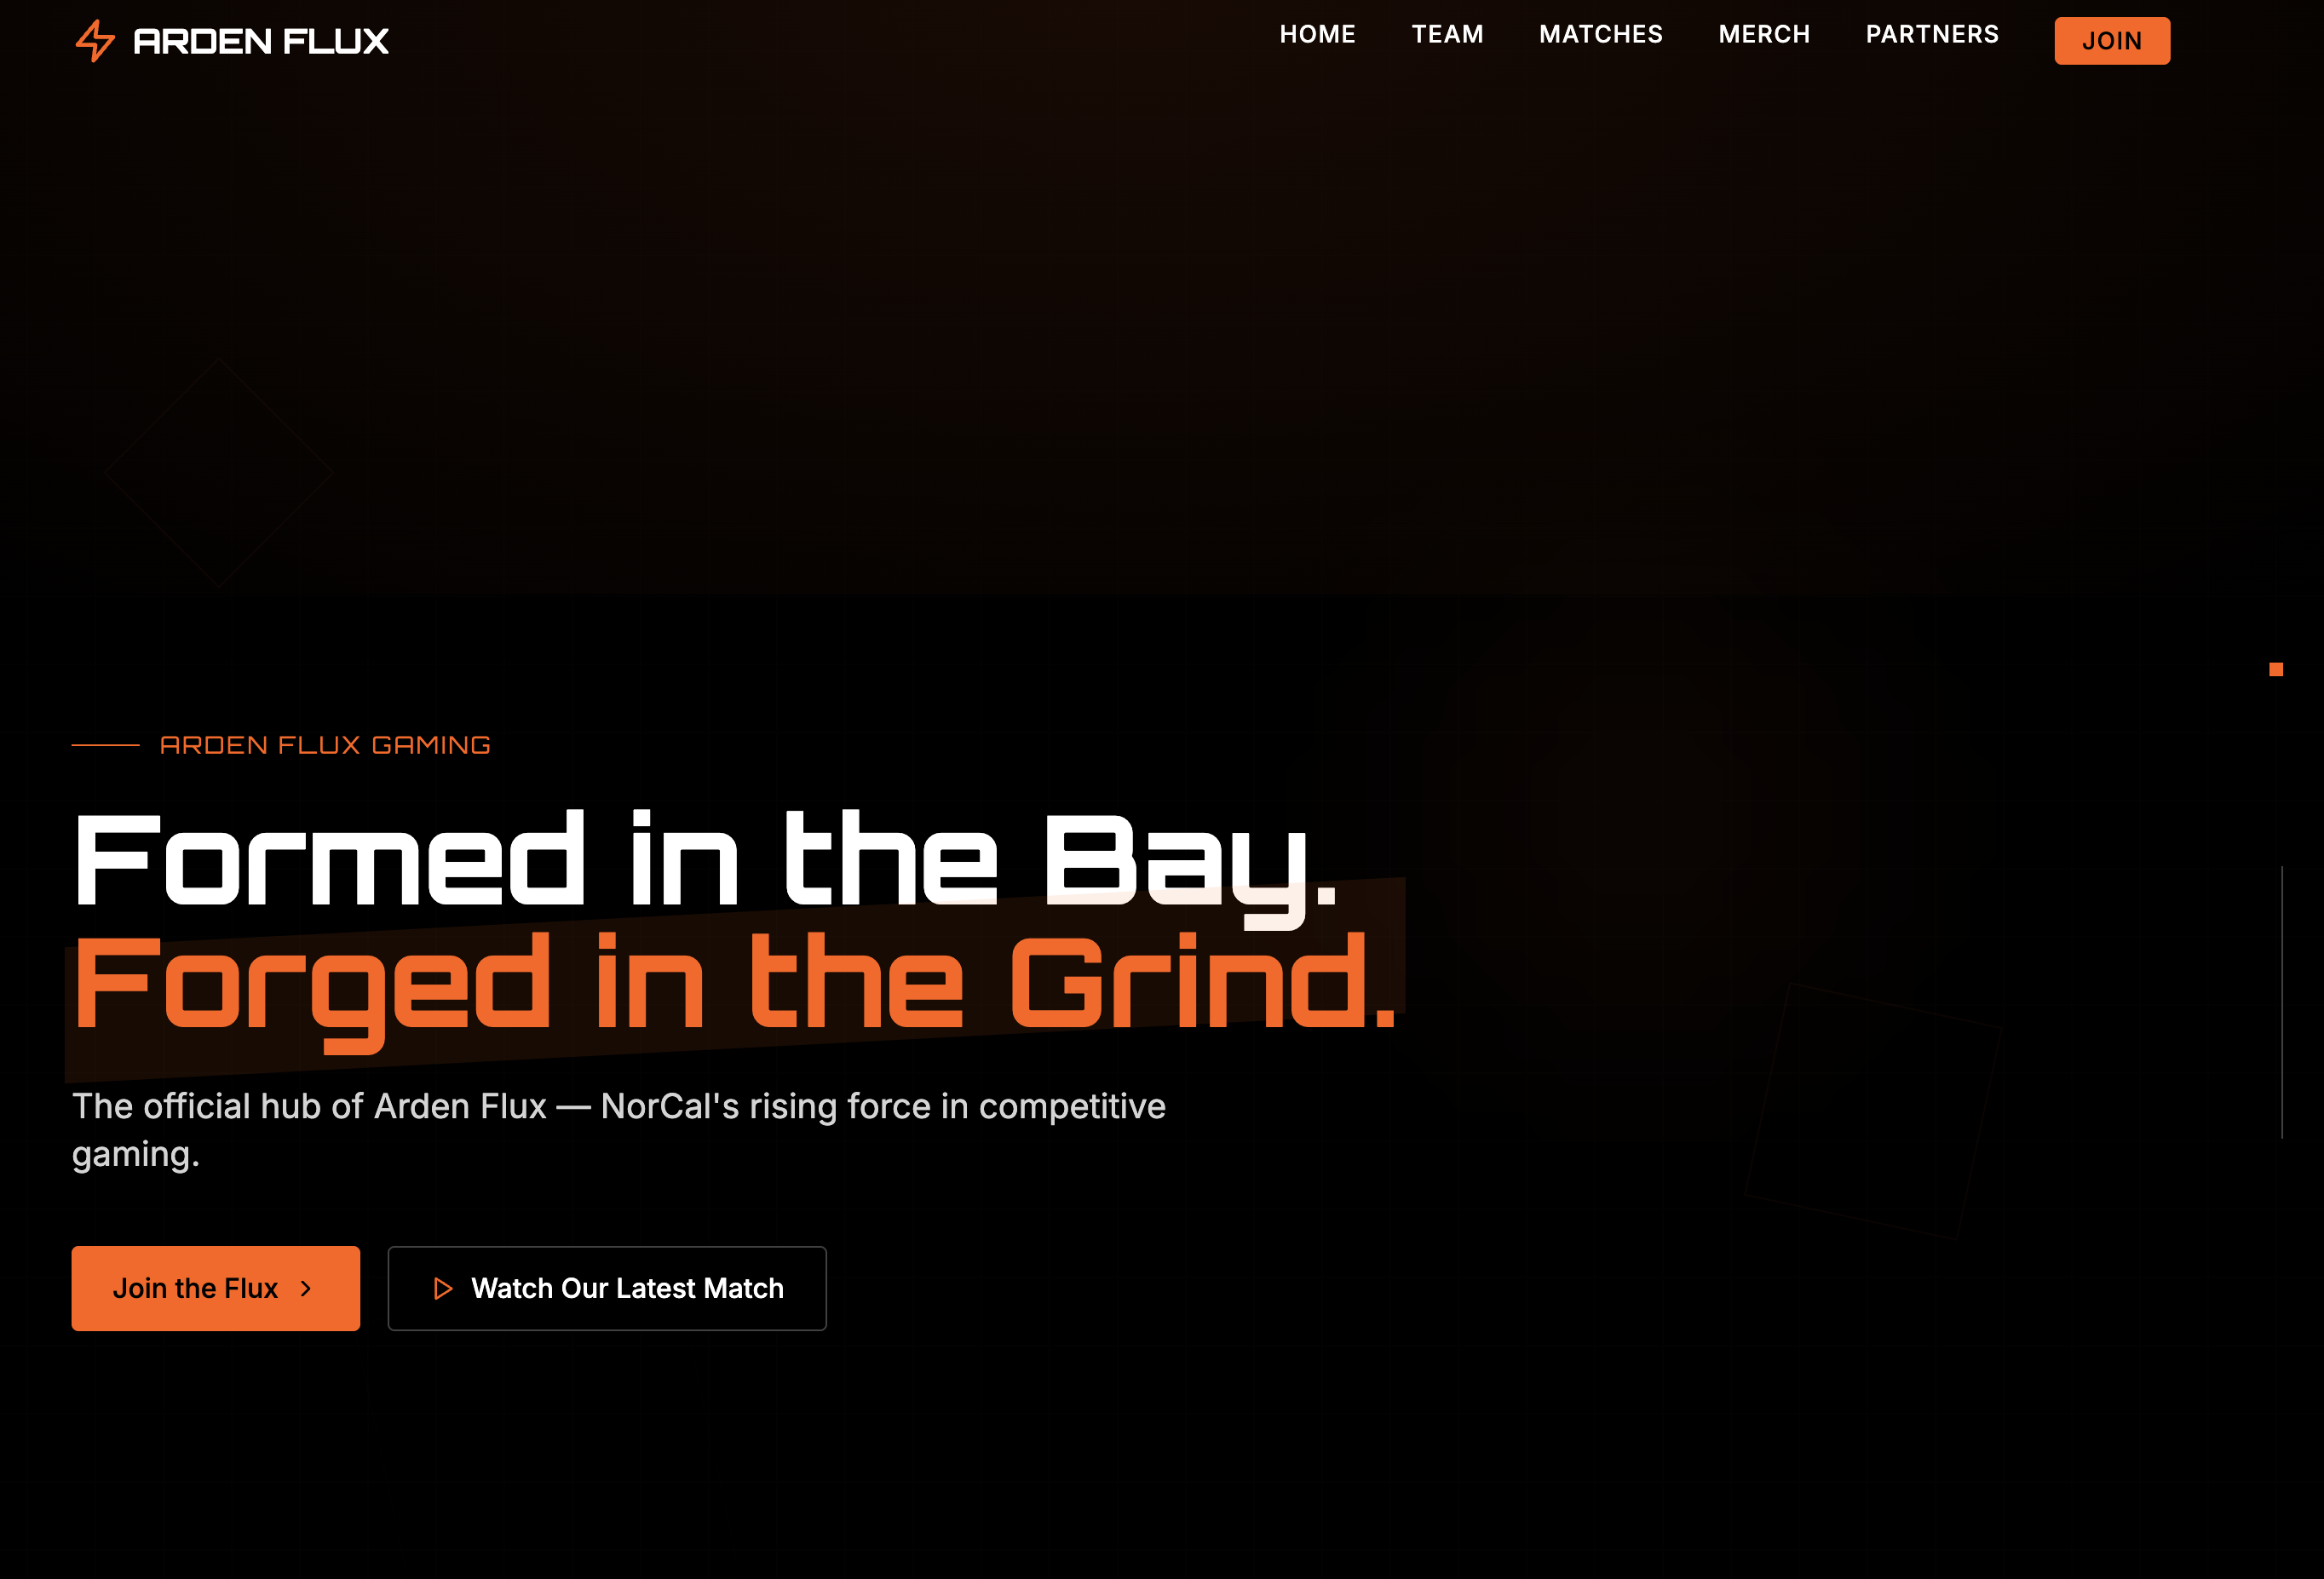 ARDEN FLUX
HOME
TEAM
MATCHES
MERCH
PARTNERS
JOIN
ARDEN FLUX GAMING
Formed in the Bay.
Forged in the Grind.
The official hub of Arden Flux — NorCal's rising force in competitive
gaming.
Join the Flux
Watch Our Latest Match